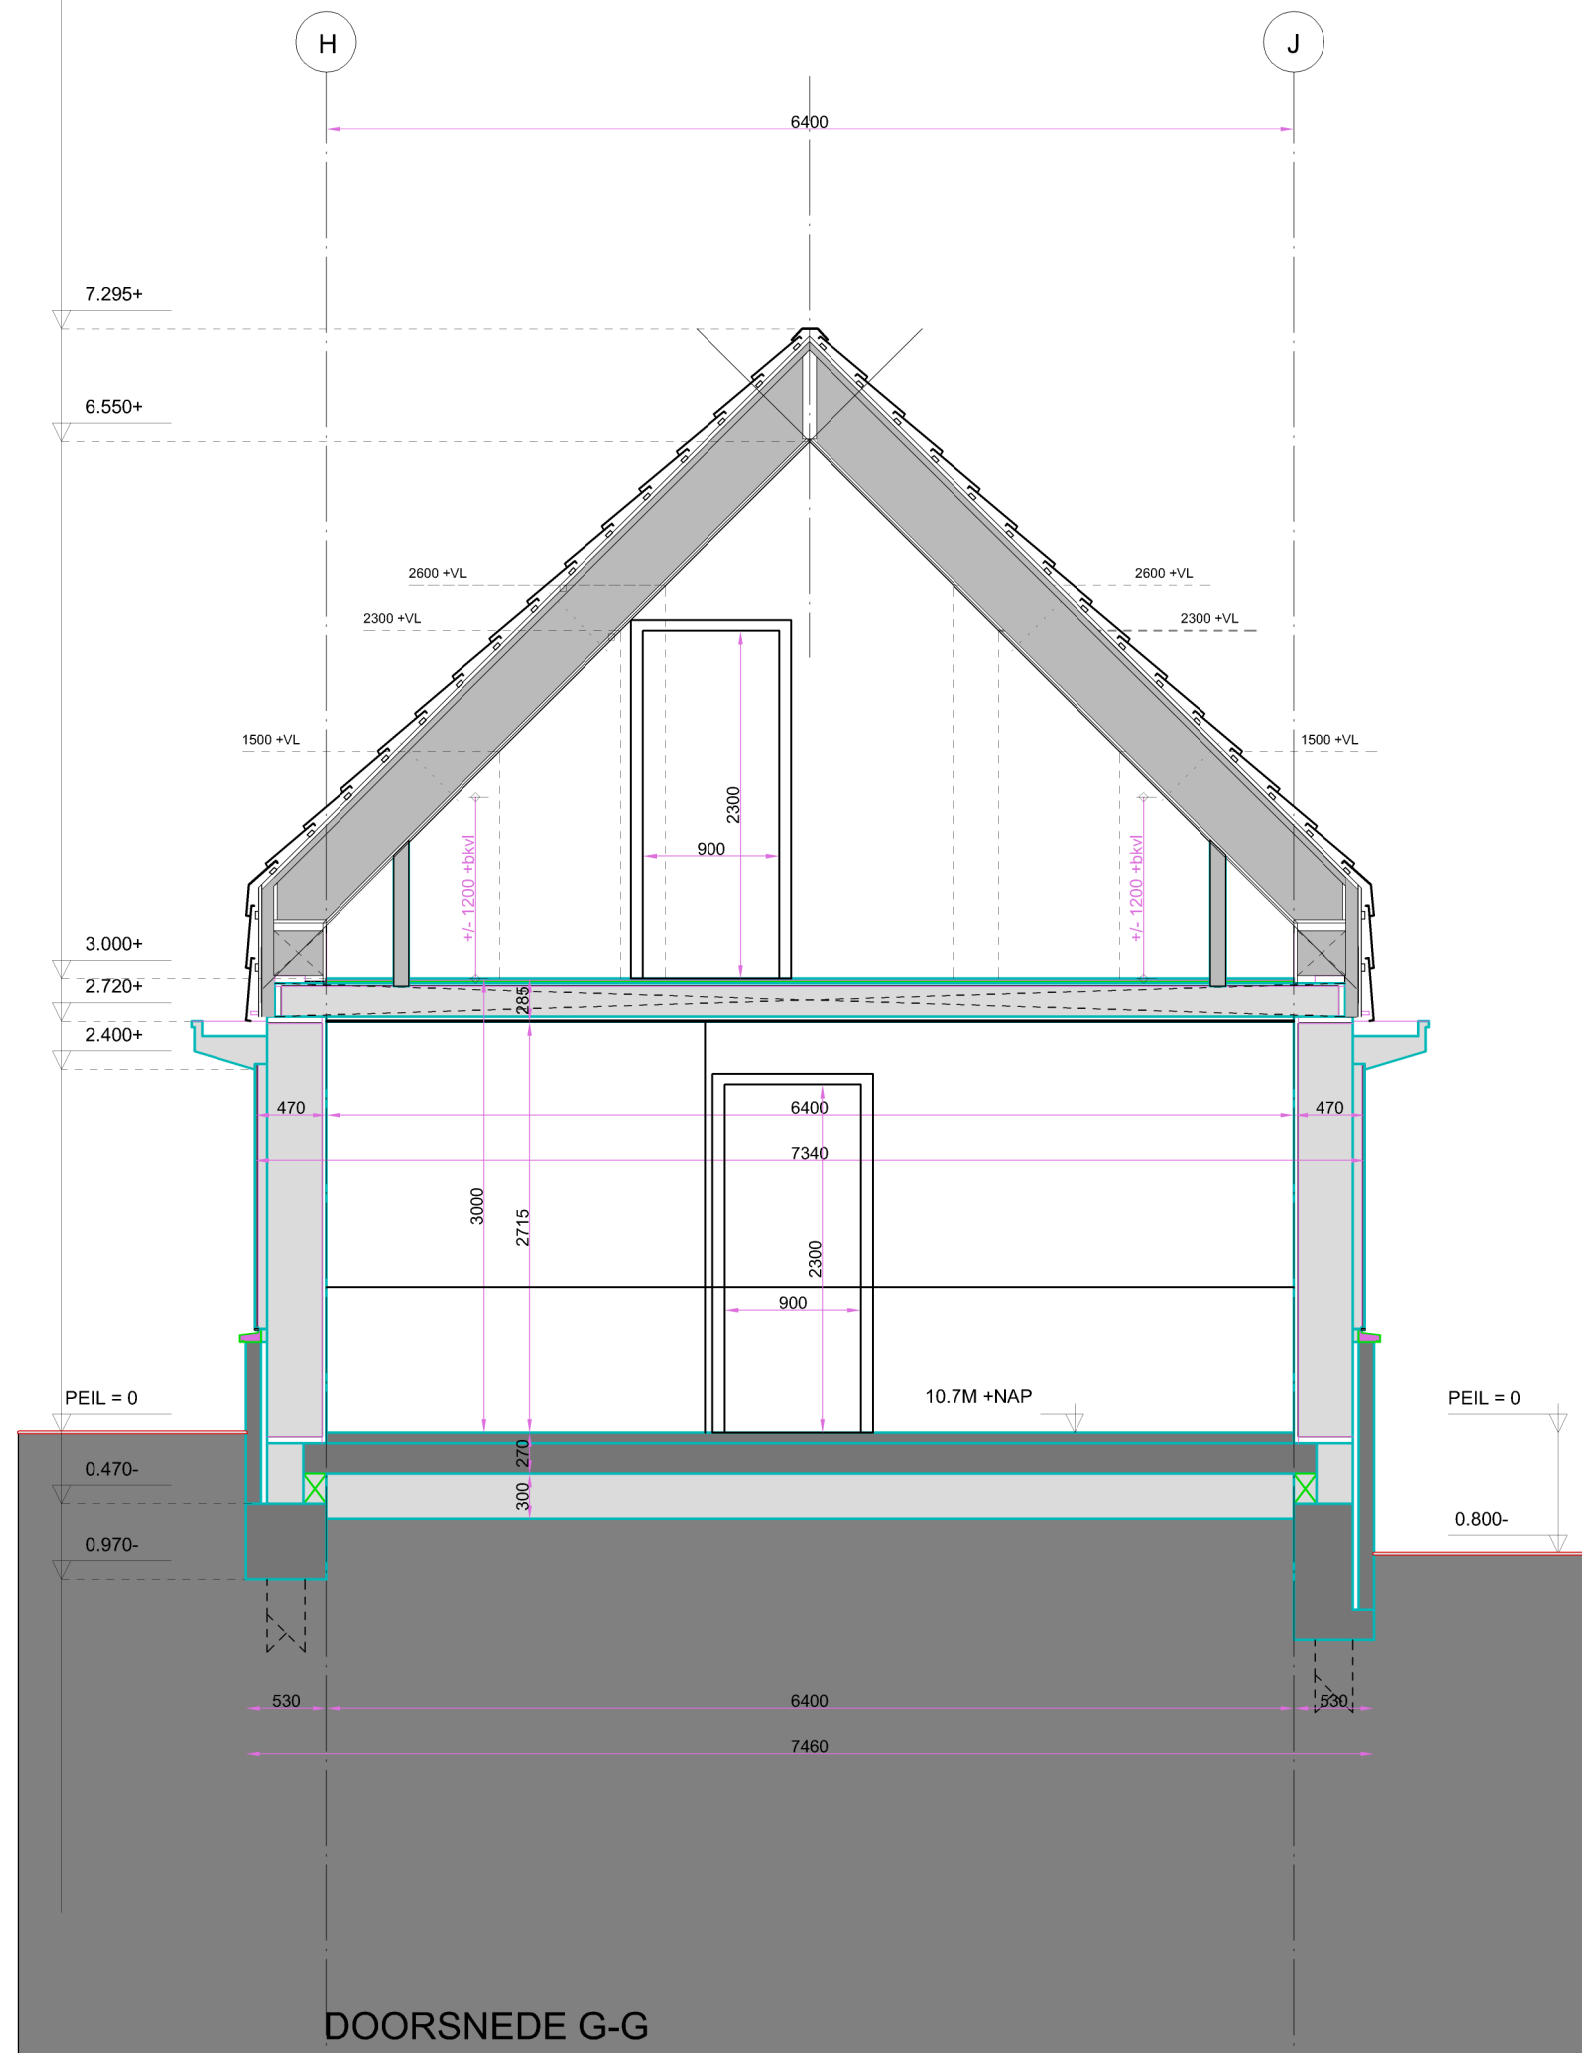 H
J
6400
7.295+
6.550+
2600 +VL
2600 +VL
2300 +VL
2300 +VL
1500 +VL
1500 +VL
2300
900
+/- 1200 +bkvl
+/- 1200 +bkvl
3.000+
2.720+
285
2.400+
470
6400
470
7340
3000
2715
2300
900
PEIL = 0
10.7M +NAP
PEIL = 0
270
0.470-
300
0.800-
0.970-
530
6400
530
7460
DOORSNEDE G-G